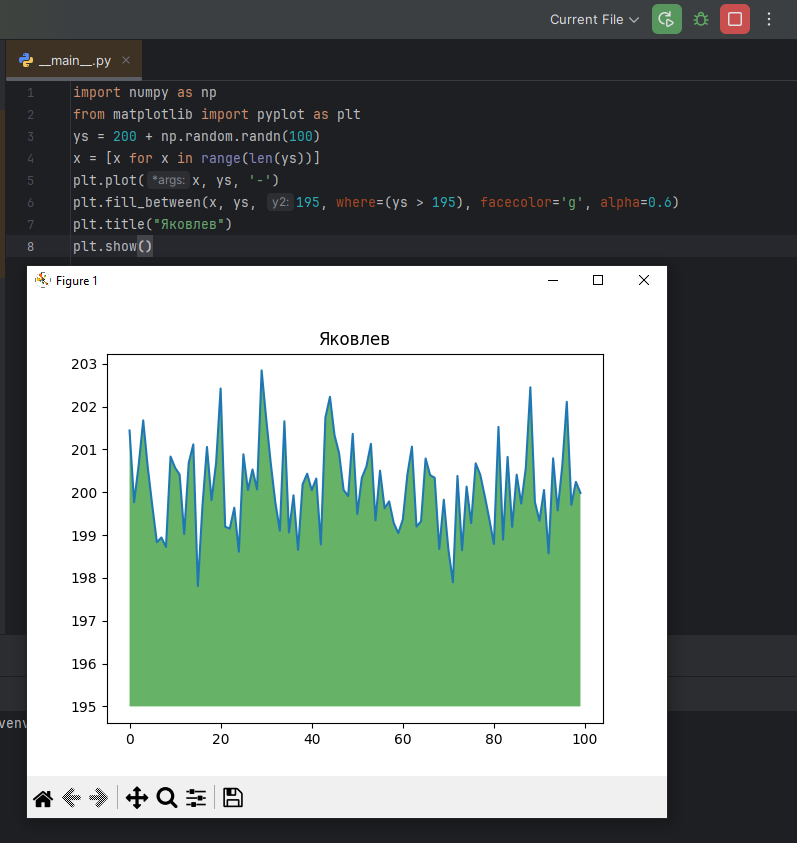 Current File
__main__.py
1 import numpy as np
2 from matplotlib import pyplot as plt
3 ys = 200 + np.random.randn(100)
4 x = [x for x in range(len(ys))]
5 plt.plot( *args: x, ys, '-')
6 plt.fill_between(x, ys, y2: 195, where=(ys > 195), facecolor='g', alpha=0.6)
7 plt.title("Яковлев")
8 plt.show()
Figure 1
Яковлев
203
202
201
200
199
198
197
196
195
0 20 40 60 80 100
venv